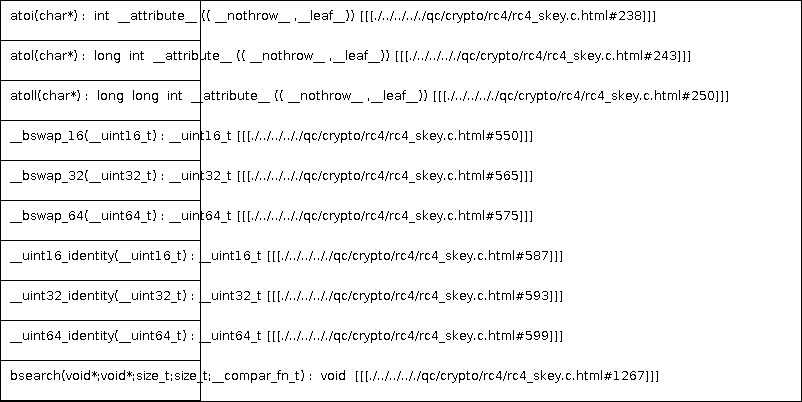 atoi(char*) : int __attribute__ (( __nothrow__ ,__leaf__)) [[[./../../.././qc/crypto/rc4/rc4_skey.c.html#238]]]
atol(char*) : long int __attribute__ (( __nothrow__ ,__leaf__)) [[[./../../.././qc/crypto/rc4/rc4_skey.c.html#243]]]
atoll(char*) : long long int __attribute__ (( __nothrow__ ,__leaf__)) [[[./../../.././qc/crypto/rc4/rc4_skey.c.html#250]]]
__bswap_16(__uint16_t) : __uint16_t [[[./../../.././qc/crypto/rc4/rc4_skey.c.html#550]]]
__bswap_32(__uint32_t) : __uint32_t [[[./../../.././qc/crypto/rc4/rc4_skey.c.html#565]]]
__bswap_64(__uint64_t) : __uint64_t [[[./../../.././qc/crypto/rc4/rc4_skey.c.html#575]]]
__uint16_identity(__uint16_t) : __uint16_t [[[./../../.././qc/crypto/rc4/rc4_skey.c.html#587]]]
__uint32_identity(__uint32_t) : __uint32_t [[[./../../.././qc/crypto/rc4/rc4_skey.c.html#593]]]
__uint64_identity(__uint64_t) : __uint64_t [[[./../../.././qc/crypto/rc4/rc4_skey.c.html#599]]]
bsearch(void*;void*;size_t;size_t;__compar_fn_t) : void [[[./../../.././qc/crypto/rc4/rc4_skey.c.html#1267]]]